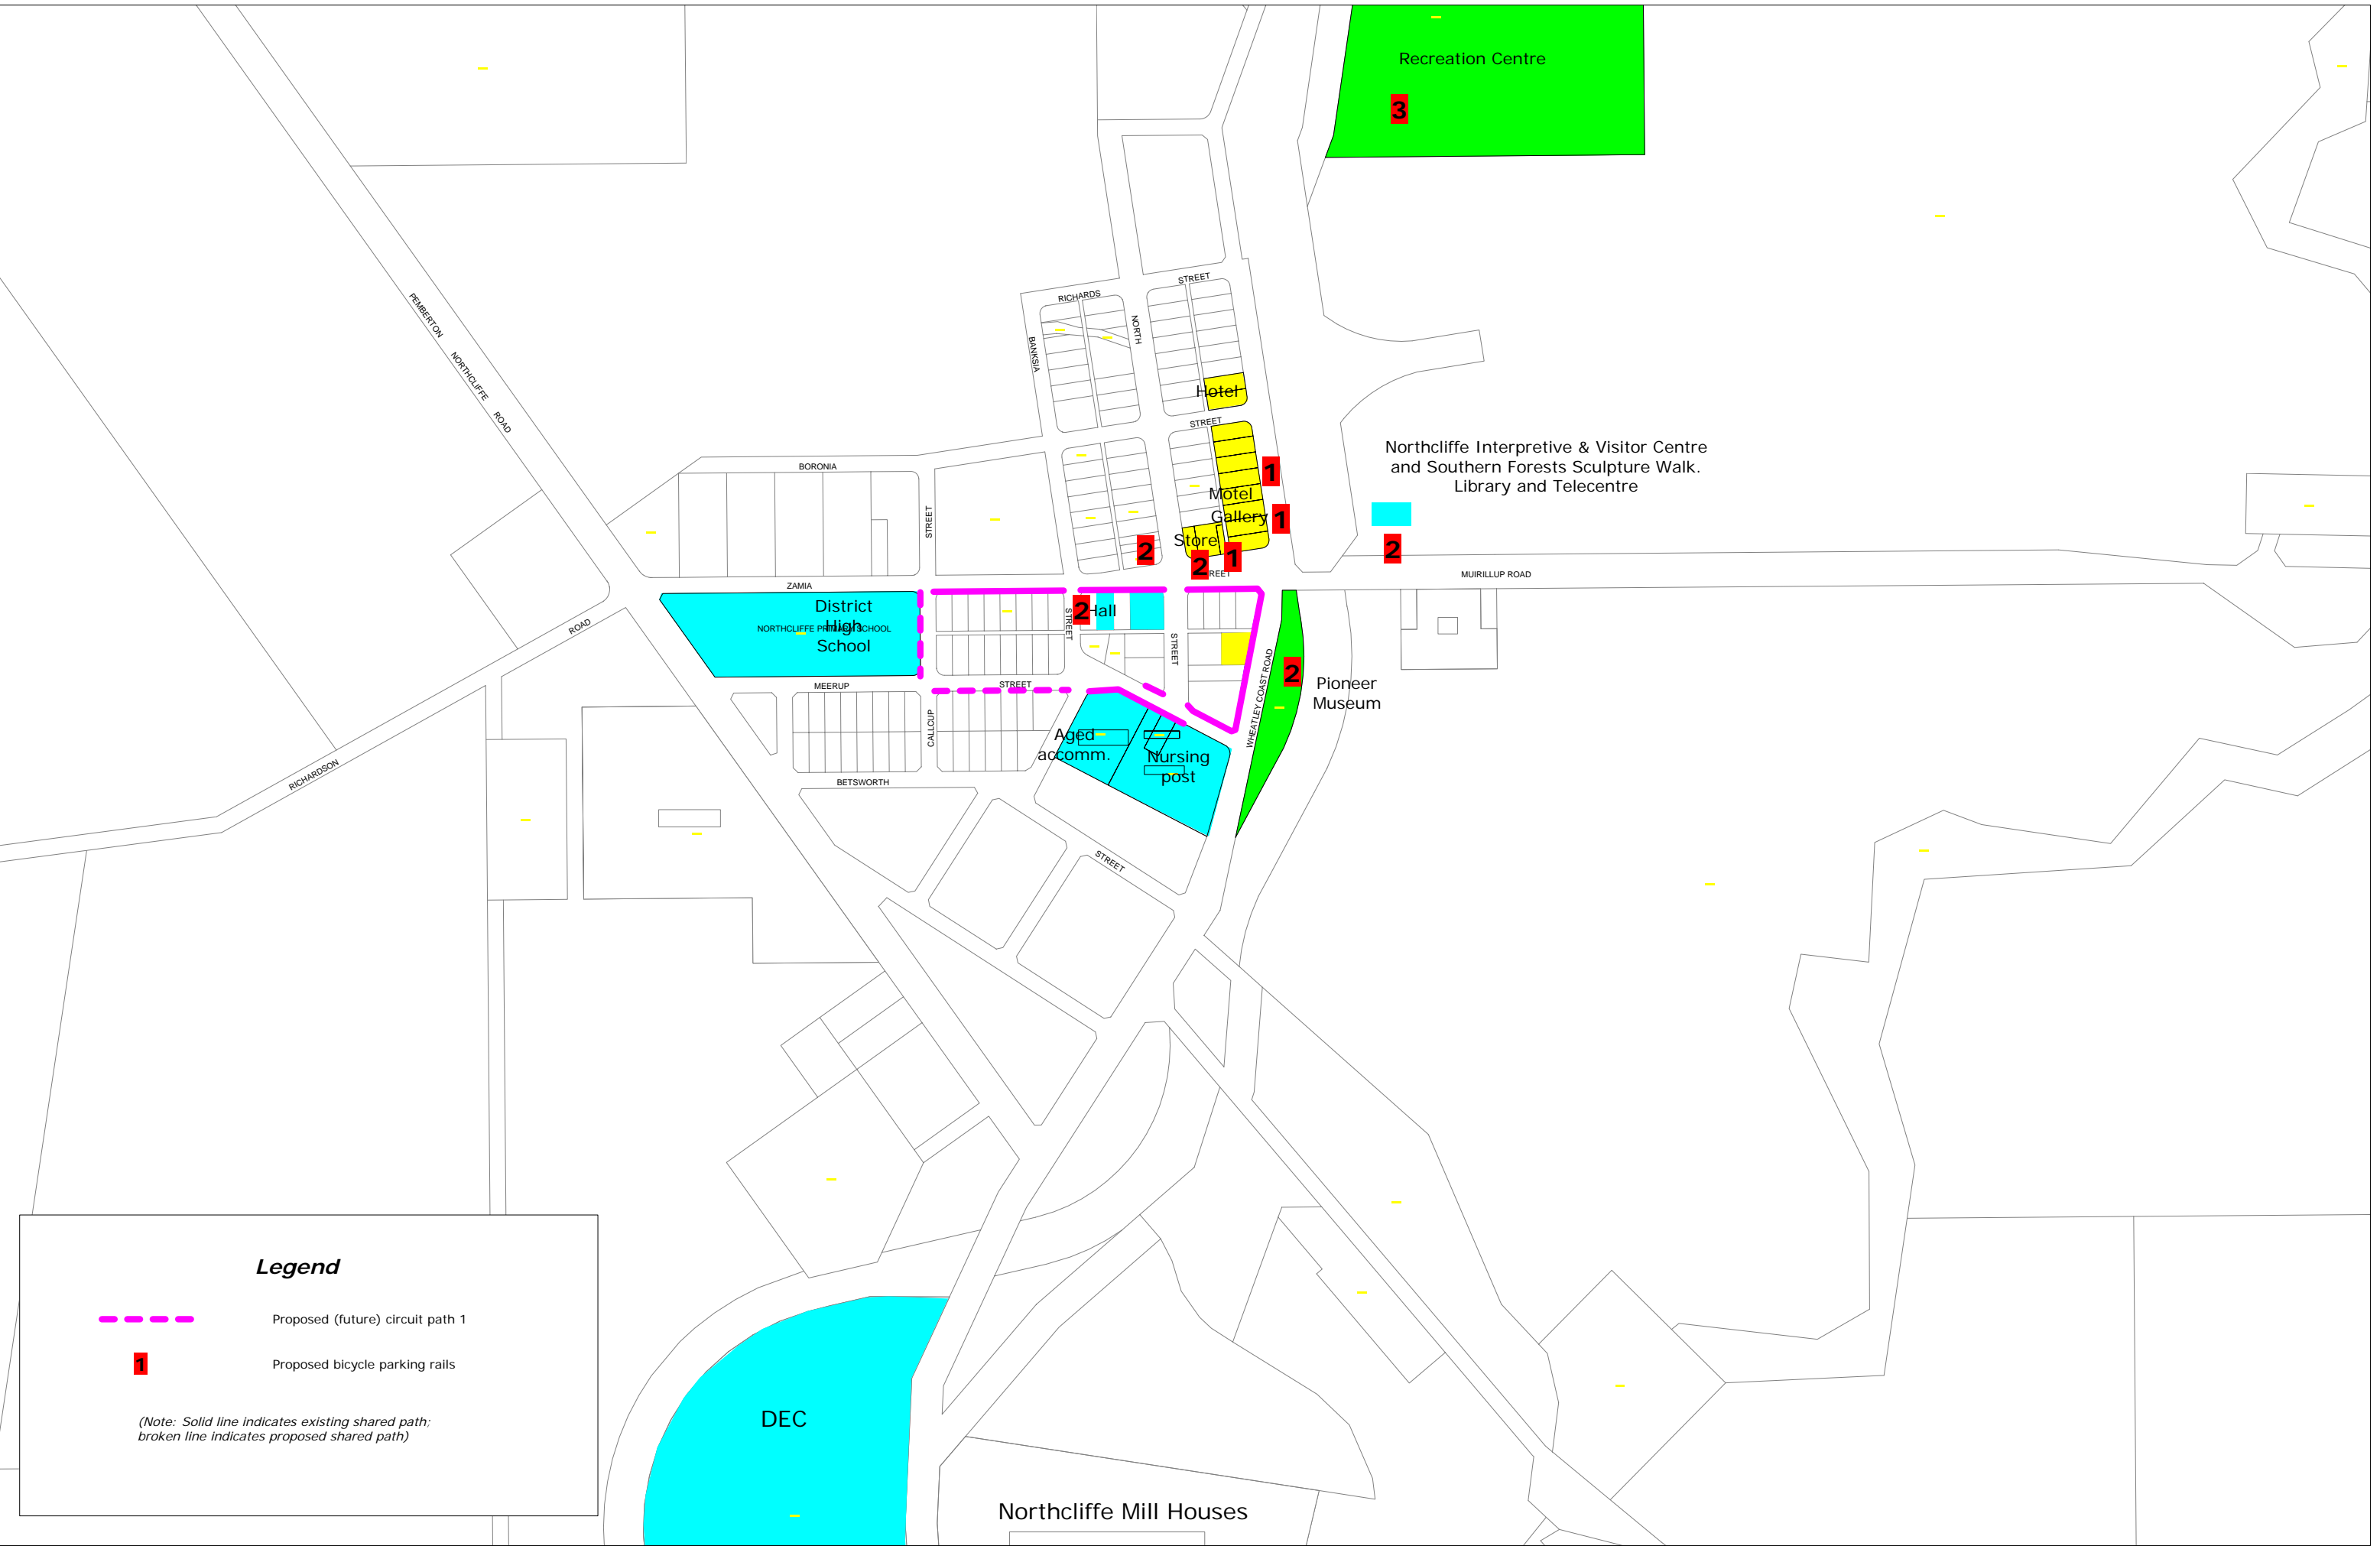 Recreation Centre
3
PEMBERTON NORTHCLIFFE ROAD
RICHARDS STREET
BANKSIA
NORTH
Hotel
STREET
BORONIA
STREET
1
Motel
Gallery
1
Store
2
2
1
Northcliffe Interpretive & Visitor Centre
and Southern Forests Sculpture Walk.
Library and Telecentre
2
ZAMIA
STREET
MUIRILLUP ROAD
District
High
School
NORTHCLIFFE PRIMARY SCHOOL
2
Hall
STREET
STREET
WHEATLEY COAST ROAD
2
Pioneer
Museum
RICHARDSON ROAD
MEERUP STREET
CALLCUP
Aged
accomm.
Nursing
post
BETSWORTH STREET
Legend
Proposed (future) circuit path 1
1
Proposed bicycle parking rails
(Note: Solid line indicates existing shared path;
broken line indicates proposed shared path)
DEC
Northcliffe Mill Houses